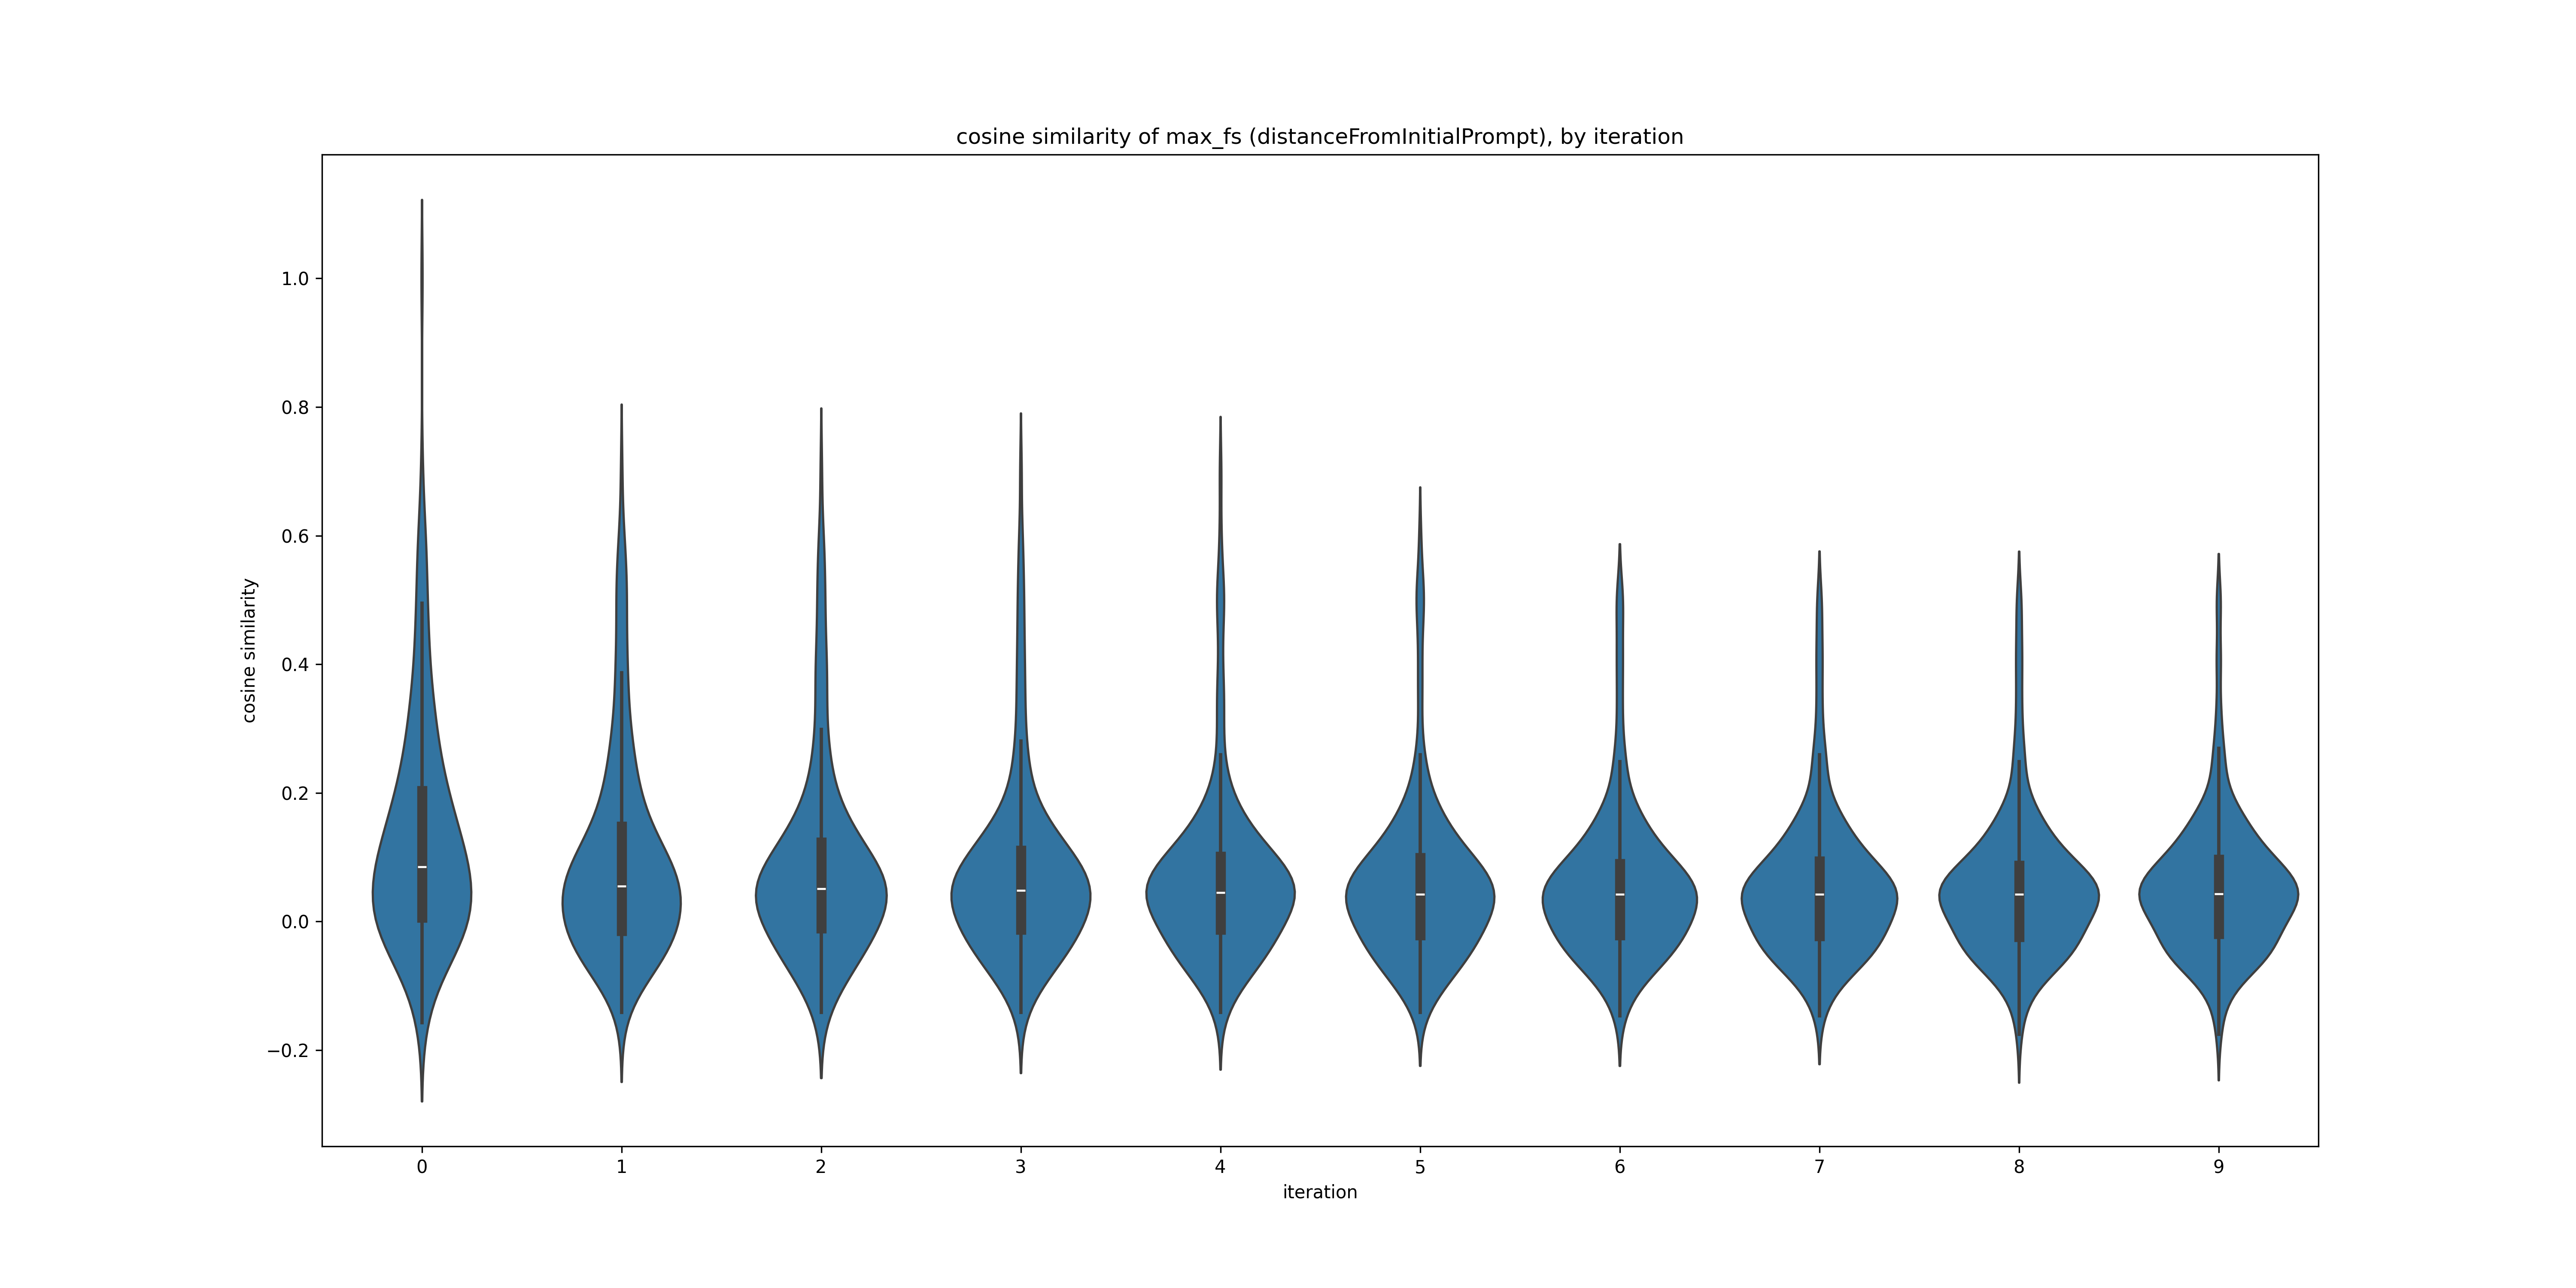 cosine similarity of max_fs (distanceFromInitialPrompt), by iteration
cosine similarity
1.0
0.8
0.6
0.4
0.2
0.0
−0.2
0 1 2 3 4 5 6 7 8 9
iteration